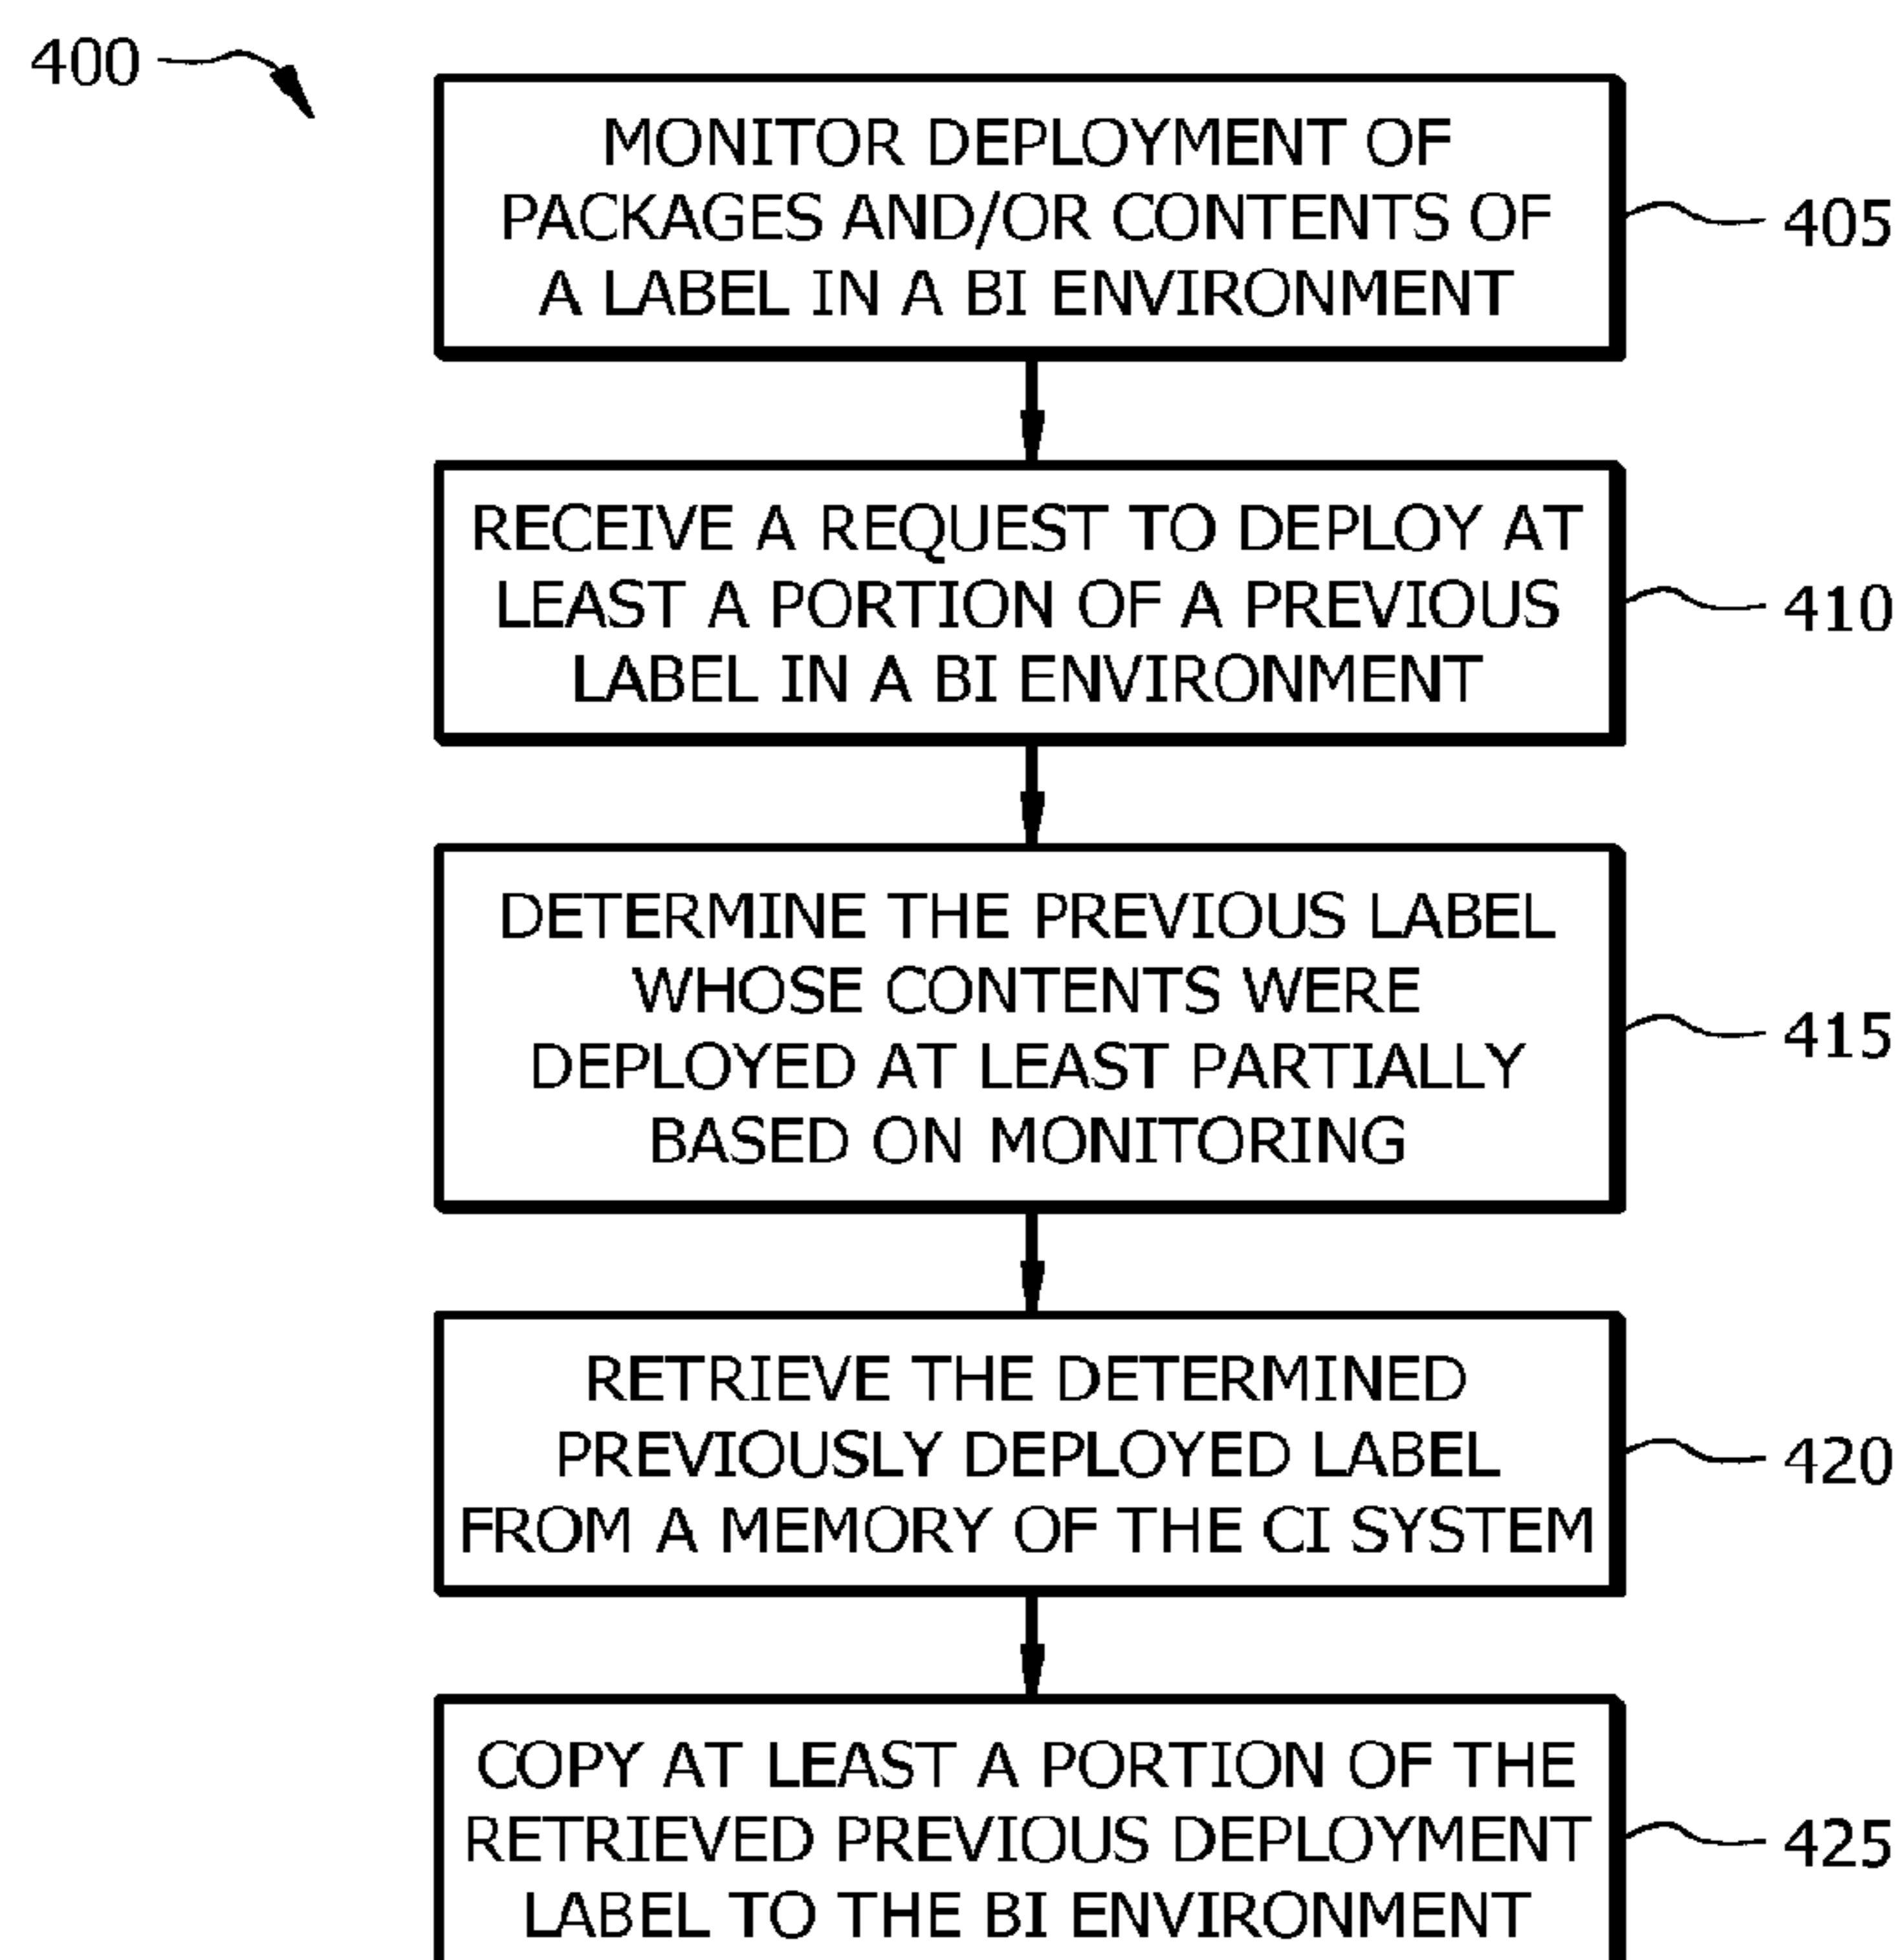 400
MONITOR DEPLOYMENT OF
PACKAGES AND/OR CONTENTS OF
A LABEL IN A BI ENVIRONMENT
405
RECEIVE A REQUEST TO DEPLOY AT
LEAST A PORTION OF A PREVIOUS
LABEL IN A BI ENVIRONMENT
410
DETERMINE THE PREVIOUS LABEL
WHOSE CONTENTS WERE
DEPLOYED AT LEAST PARTIALLY
BASED ON MONITORING
415
RETRIEVE THE DETERMINED
PREVIOUSLY DEPLOYED LABEL
FROM A MEMORY OF THE CI SYSTEM
420
COPY AT LEAST A PORTION OF THE
RETRIEVED PREVIOUS DEPLOYMENT
LABEL TO THE BI ENVIRONMENT
425